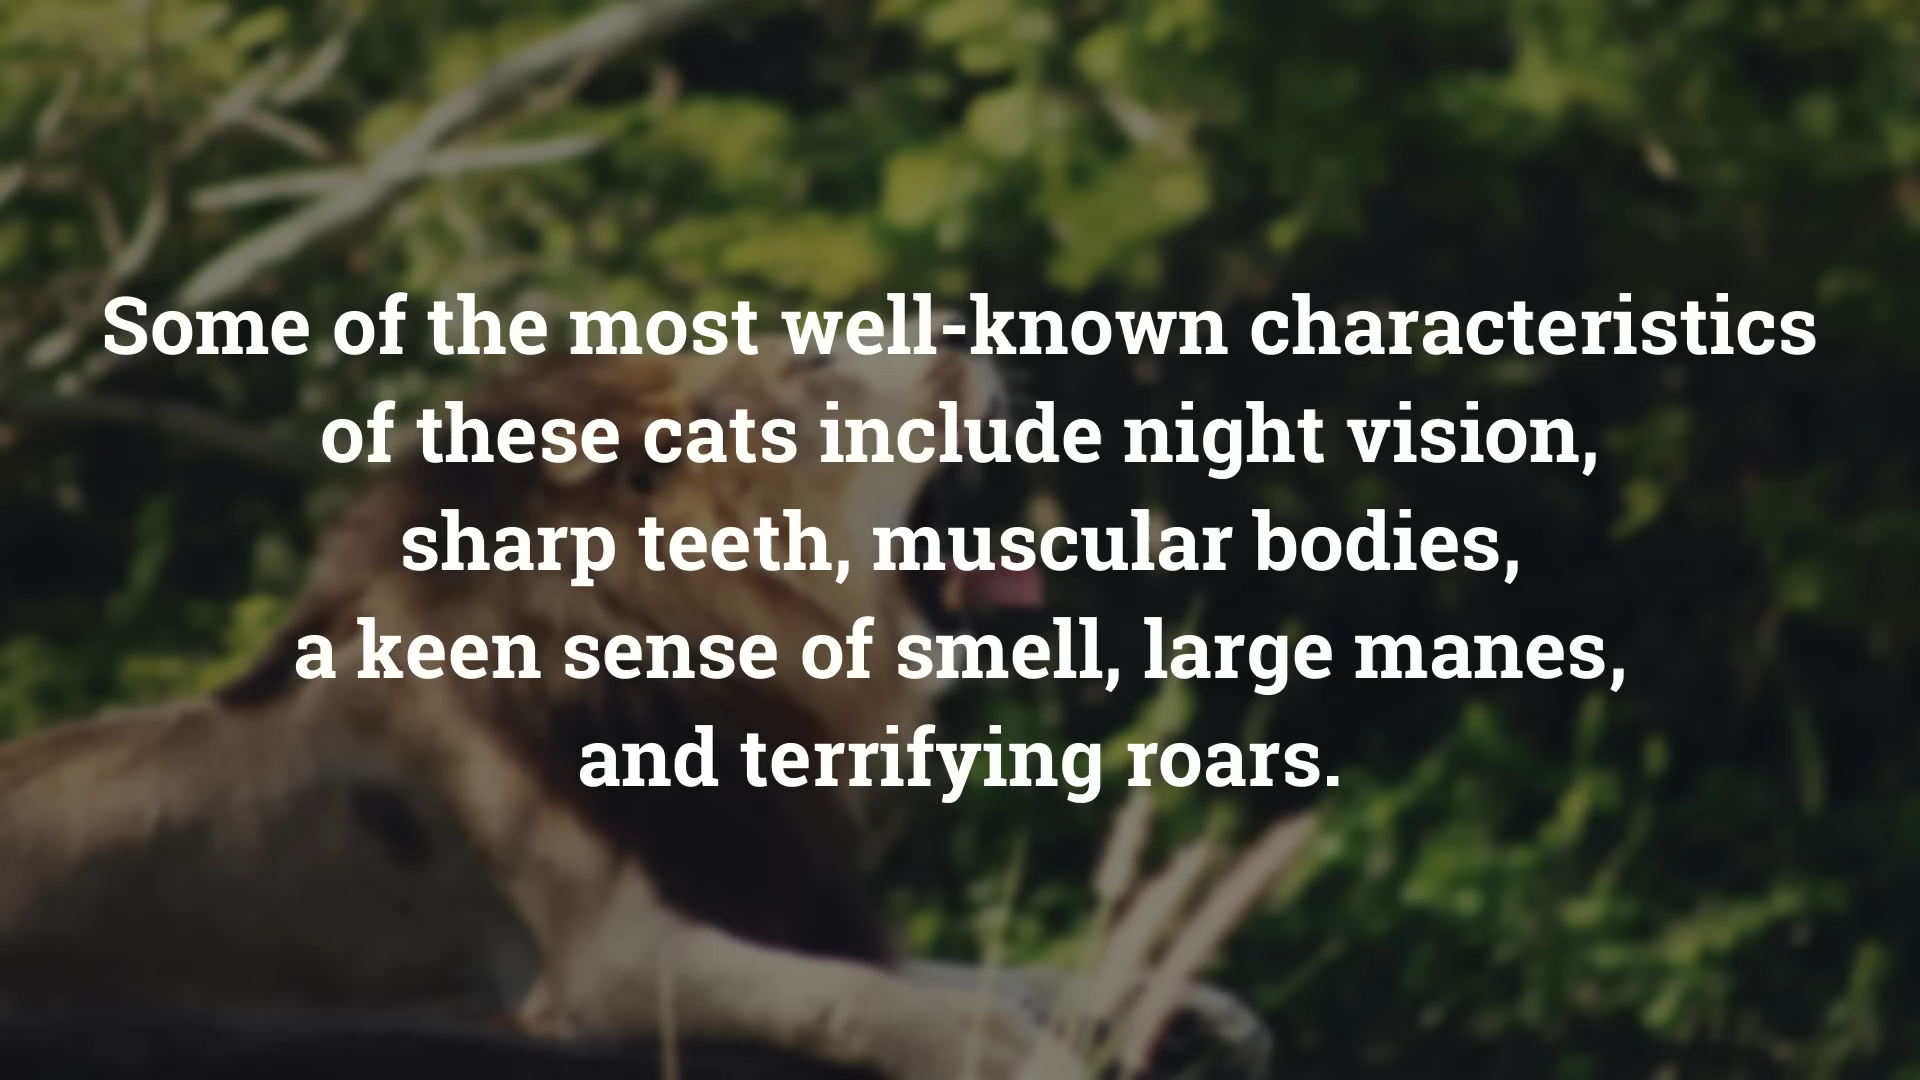 Some of the most well-known characteristics
of these cats include night vision,
sharp teeth, muscular bodies,
a keen sense of smell, large manes,
and terrifying roars.